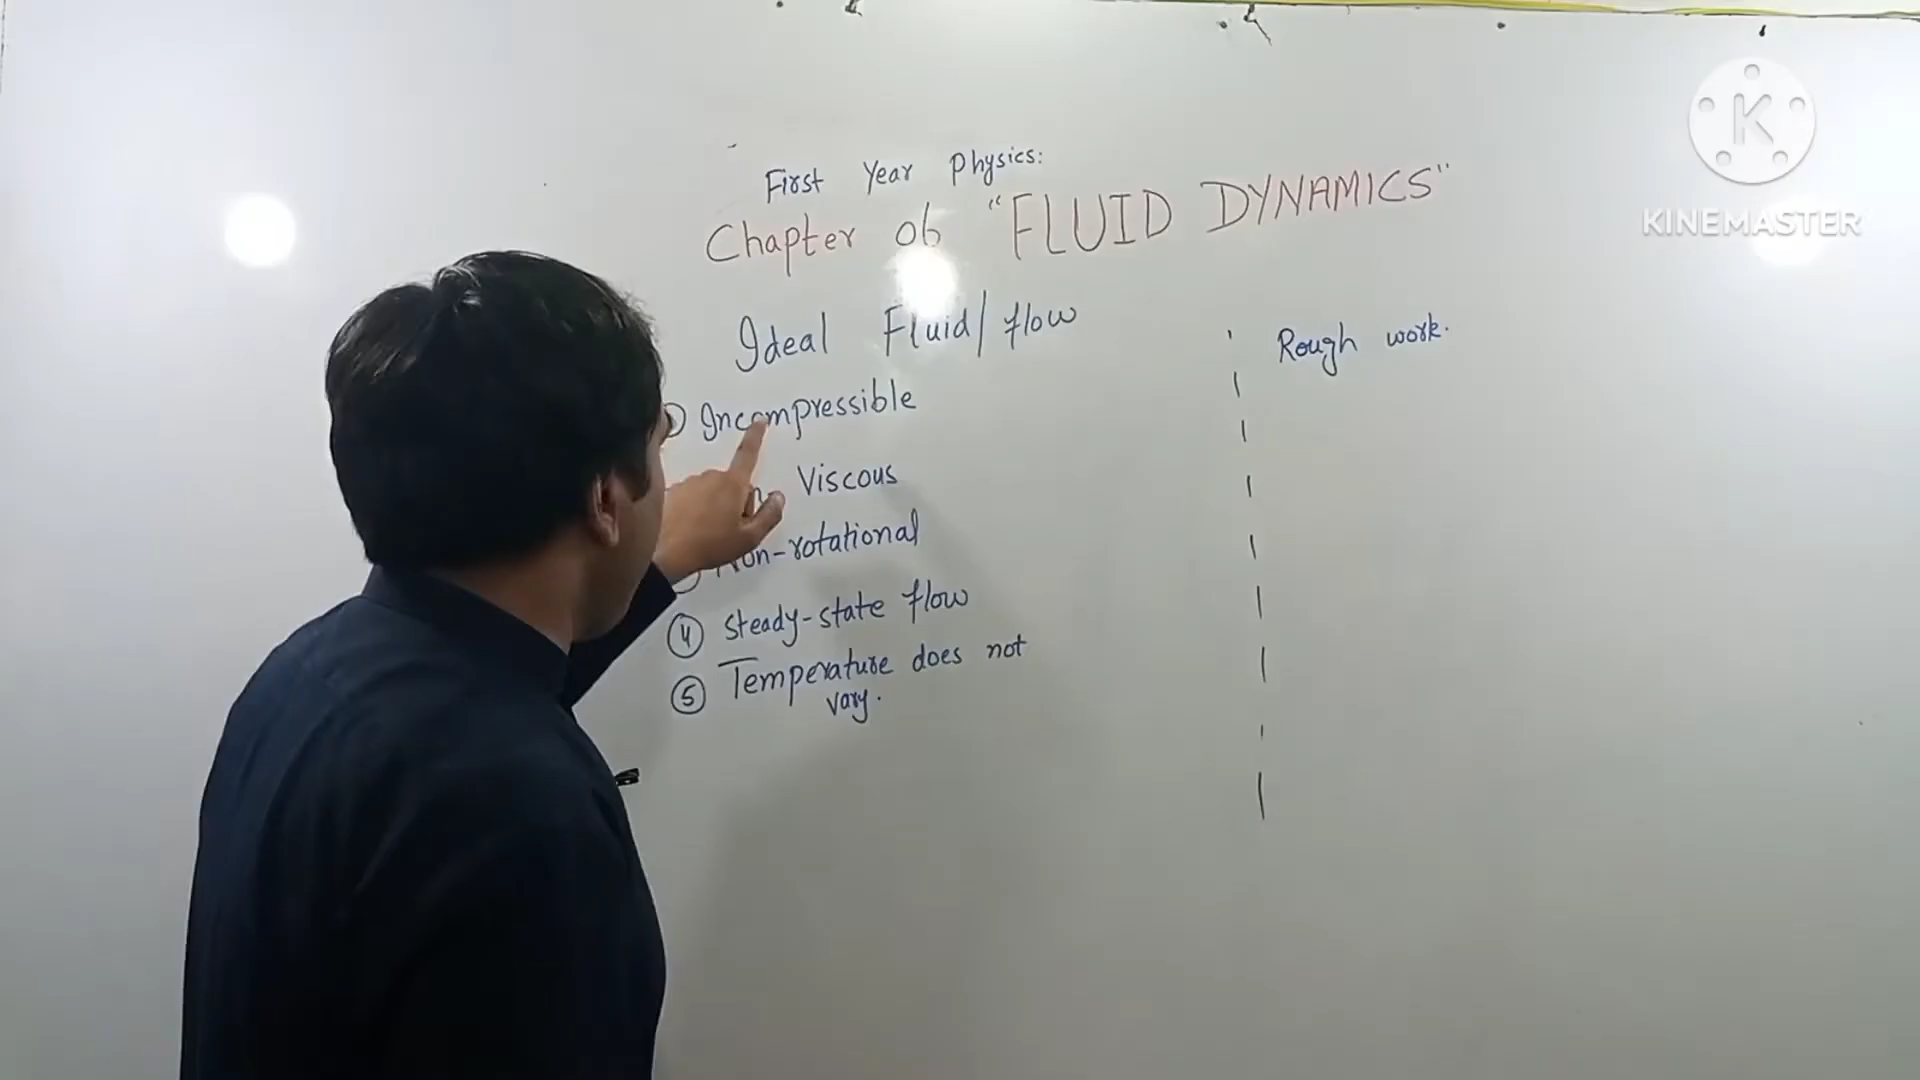 First Year Physics:
Chapter 06 "FLUID DYNAMICS"
Ideal Fluid/flow
Incompressible
Viscous
Non-rotational
④ Steady-state flow
⑤ Temperature does not
vary.
Rough work.
K
KINEMASTER